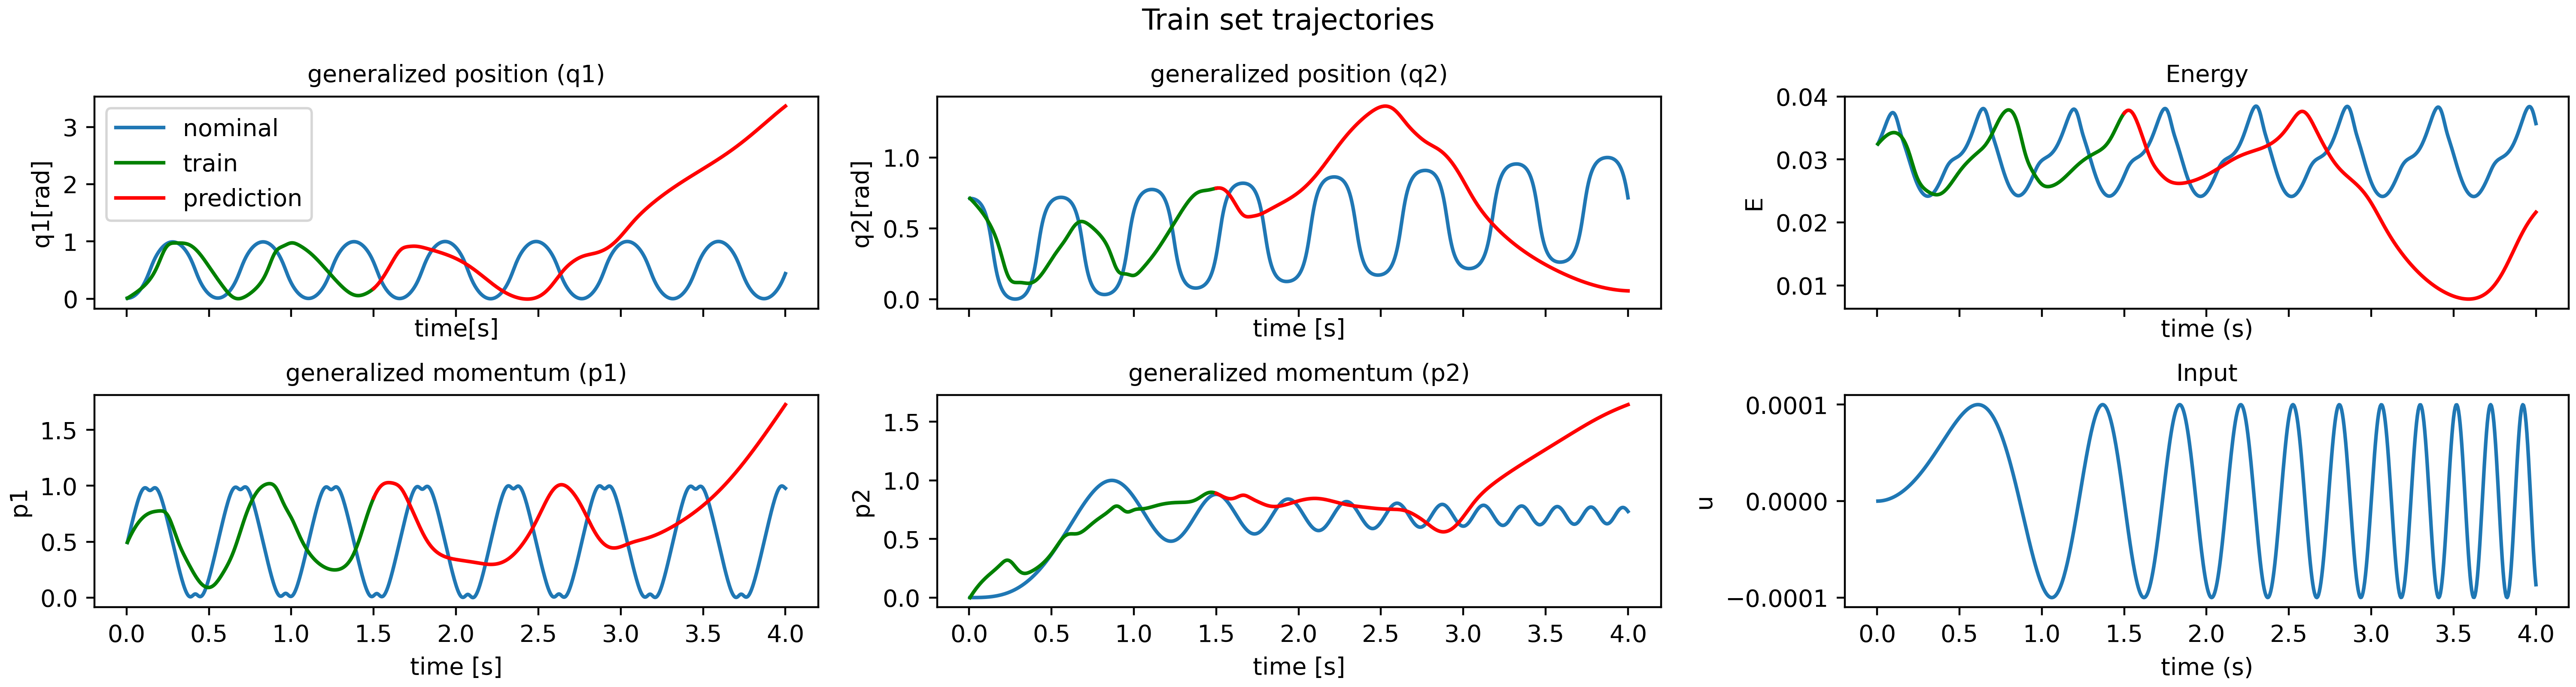 Train set trajectories
generalized position (q1)
3
2
1
0
q1[rad]
nominal
train
prediction
time[s]
generalized position (q2)
1.0
0.5
0.0
q2[rad]
time [s]
Energy
0.04
0.03
0.02
0.01
E
time (s)
generalized momentum (p1)
1.5
1.0
0.5
0.0
p1
0.0 0.5 1.0 1.5 2.0 2.5 3.0 3.5 4.0
time [s]
generalized momentum (p2)
1.5
1.0
0.5
0.0
p2
0.0 0.5 1.0 1.5 2.0 2.5 3.0 3.5 4.0
time [s]
Input
0.0001
0.0000
−0.0001
u
0.0 0.5 1.0 1.5 2.0 2.5 3.0 3.5 4.0
time (s)